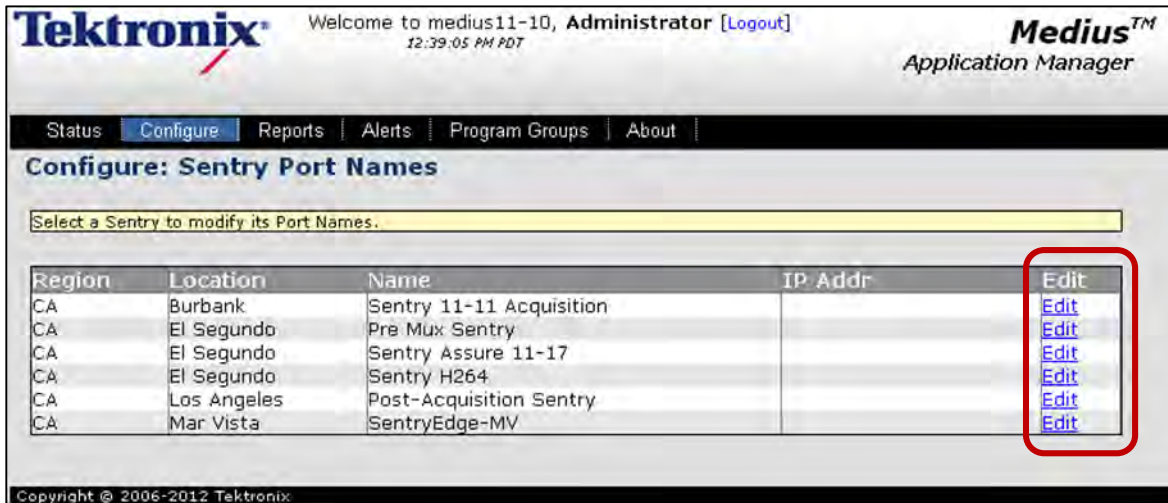 Tektronix Welcome to medius11-10, Administrator [Logout] Medius™
12:39:05 PM PDT Application Manager
Status Configure Reports Alerts Program Groups About
Configure: Sentry Port Names
Select a Sentry to modify its Port Names.
Region Location Name IP Addr Edit
CA Burbank Sentry 11-11 Acquisition Edit
CA El Segundo Pre Mux Sentry Edit
CA El Segundo Sentry Assure 11-17 Edit
CA El Segundo Sentry H264 Edit
CA Los Angeles Post-Acquisition Sentry Edit
CA Mar Vista SentryEdge-MV Edit
Copyright @ 2006-2012 Tektronix